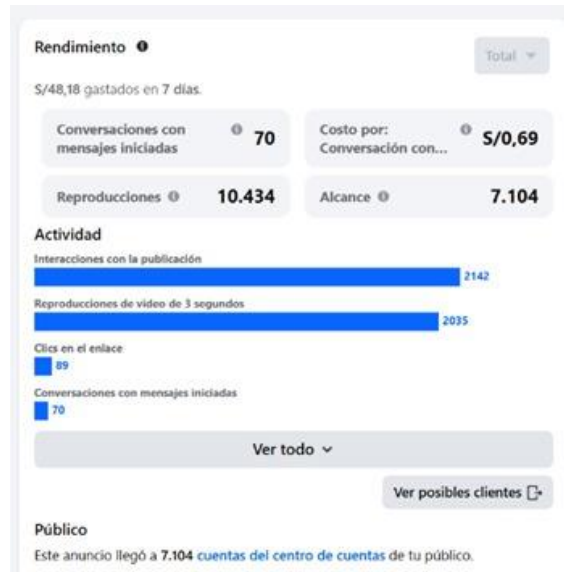 Rendimiento
Total
S/48,18 gastados en 7 días.
Conversaciones con
mensajes iniciadas
70
Costo por:
Conversación con...
S/0,69
Reproducciones
10.434
Alcance
7.104
Actividad
Interacciones con la publicación
2142
Reproducciones de video de 3 segundos
2035
Clics en el enlace
89
Conversaciones con mensajes iniciadas
70
Ver todo
Ver posibles clientes
Público
Este anuncio llegó a 7.104 cuentas del centro de cuentas de tu público.